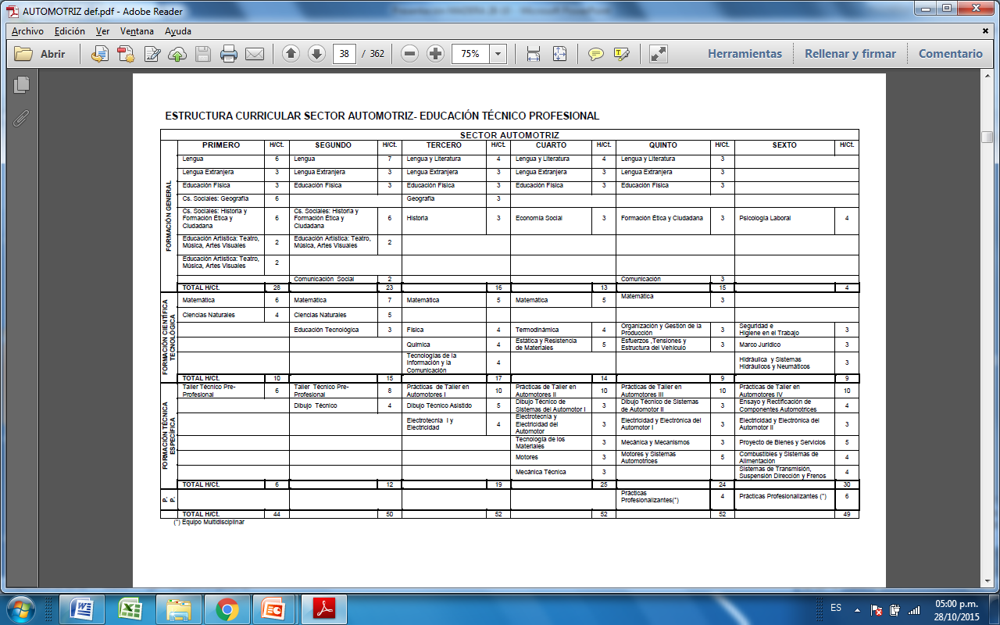 AUTOMOTRIZ def.pdf - Adobe Reader
Archivo Edición Ver Ventana Ayuda
Abrir 38 / 362 75% Herramientas Rellenar y firmar Comentario
ESTRUCTURA CURRICULAR SECTOR AUTOMOTRIZ- EDUCACIÓN TÉCNICO PROFESIONAL
SECTOR AUTOMOTRIZ
PRIMERO H/Ct. SEGUNDO H/Ct. TERCERO H/Ct. CUARTO H/Ct. QUINTO H/Ct. SEXTO H/Ct.
FORMACIÓN GENERAL
Lengua 6 Lengua 7 Lengua y Literatura 4 Lengua y Literatura 4 Lengua y Literatura 3
Lengua Extranjera 3 Lengua Extranjera 3 Lengua Extranjera 3 Lengua Extranjera 3 Lengua Extranjera 3
Educación Física 3 Educación Física 3 Educación Física 3 Educación Física 3 Educación Física 3
Cs. Sociales: Geografía 6 Geografía 3
Cs. Sociales: Historia y Formación Ética y Ciudadana 6 Cs. Sociales: Historia y Formación Ética y Ciudadana 6 Historia 3 Economía Social 3 Formación Ética y Ciudadana 3 Psicología Laboral 4
Educación Artística: Teatro, Música, Artes Visuales 2 Educación Artística: Teatro, Música, Artes Visuales 2
Educación Artística: Teatro, Música, Artes Visuales 2
Comunicación Social 2 Comunicación 3
TOTAL H/Ct. 28 23 16 13 15 4
FORMACIÓN CIENTÍFICA TECNOLÓGICA
Matemática 6 Matemática 7 Matemática 5 Matemática 5 Matemática 3
Ciencias Naturales 4 Ciencias Naturales 5
Educación Tecnológica 3 Física 4 Termodinámica 4 Organización y Gestión de la Producción 3 Seguridad e Higiene en el Trabajo 3
Química 4 Estática y Resistencia de Materiales 5 Esfuerzos ,Tensiones y Estructura del Vehículo 3 Marco Jurídico 3
Tecnologías de la Información y la Comunicación 4 Hidráulica y Sistemas Hidráulicos y Neumáticos 3
TOTAL H/Ct. 10 15 17 14 9 9
FORMACIÓN TÉCNICA ESPECÍFICA
Taller Técnico Pre-Profesional 6 Taller Técnico Pre-Profesional 8 Prácticas de Taller en Automotores I 10 Prácticas de Taller en Automotores II 10 Prácticas de Taller en Automotores III 10 Prácticas de Taller en Automotores IV 10
Dibujo Técnico 4 Dibujo Técnico Asistido 5 Dibujo Técnico de Sistemas del Automotor I 3 Dibujo Técnico de Sistemas de Automotor II 3 Ensayo y Rectificación de Componentes Automotrices 4
Electrotecnia I y Electricidad 4 Electrotecnia y Electricidad del Automotor 3 Electricidad y Electrónica del Automotor I 3 Electricidad y Electrónica del Automotor II 3
Tecnología de los Materiales 3 Mecánica y Mecanismos 3 Proyecto de Bienes y Servicios 5
Motores 3 Motores y Sistemas Automotrices 5 Combustibles y Sistemas de Alimentación 4
Mecánica Técnica 3 Sistemas de Transmisión, Suspensión Dirección y Frenos 4
TOTAL H/Ct. 6 12 19 25 24 30
P. P.
Prácticas Profesionalizantes(*) 4 Prácticas Profesionalizantes (*) 6
TOTAL H/Ct. 44 50 52 52 52 49
(*) Equipo Multidisciplinar
ES 05:00 p.m.
28/10/2015